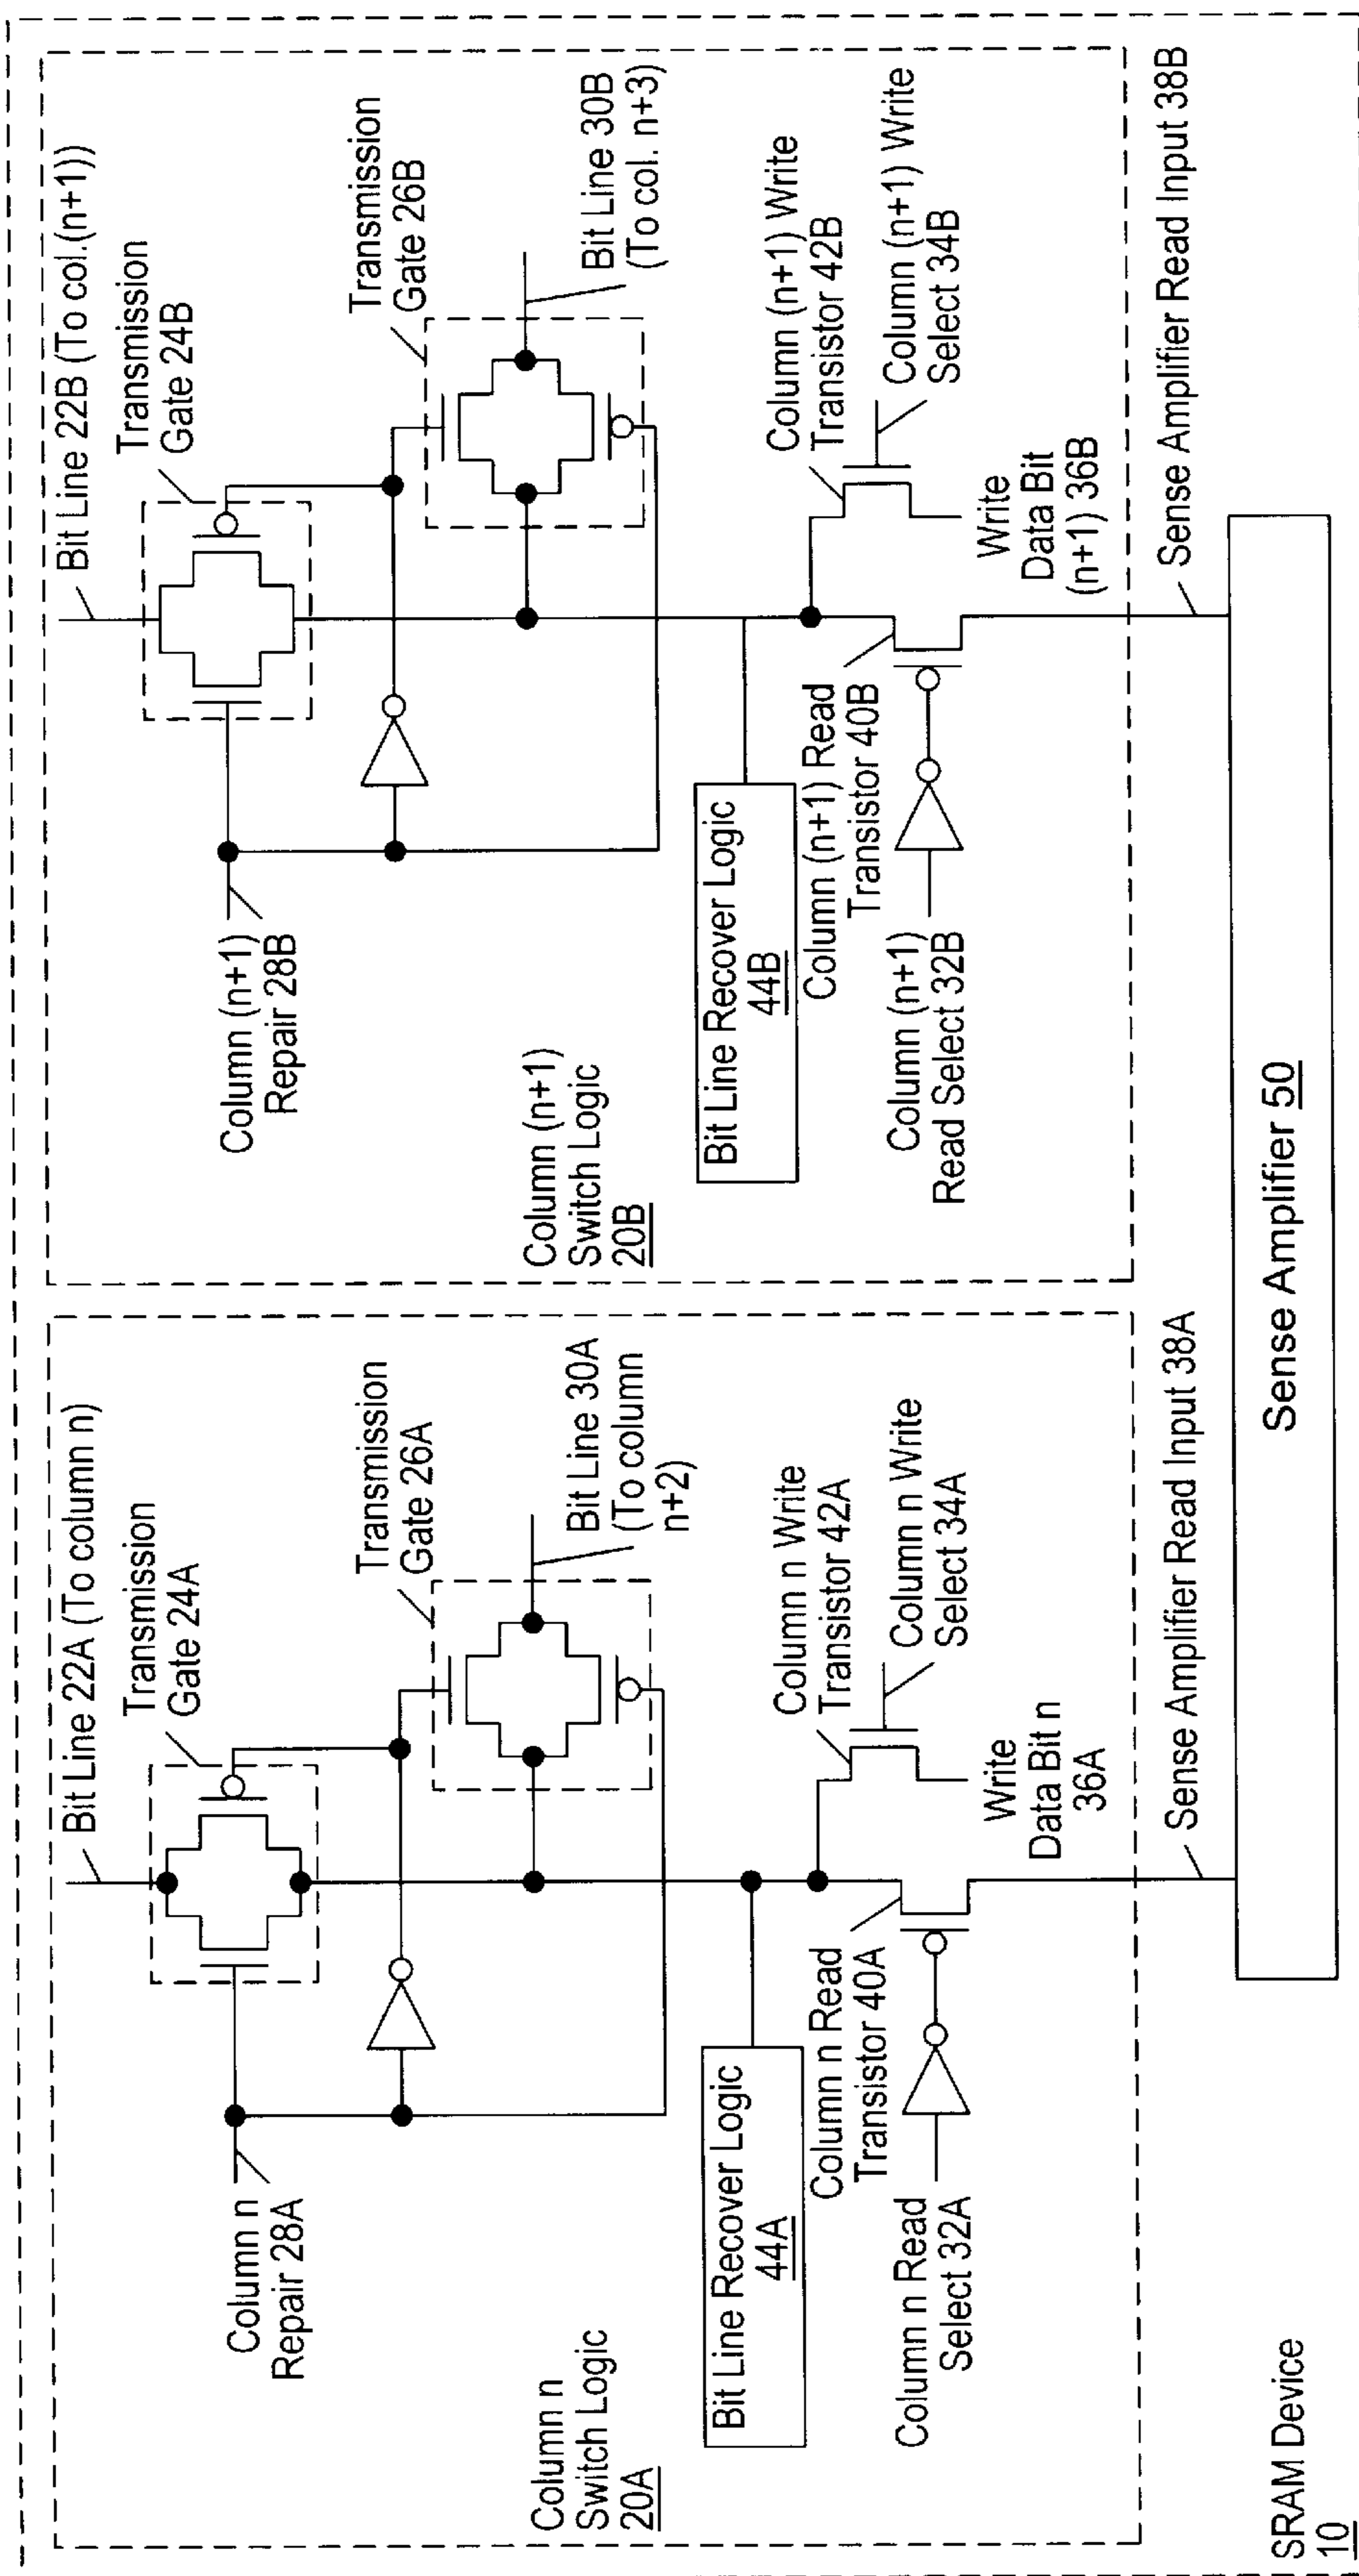 Bit Line 22A (To column n)
Transmission
Gate 24A
Transmission
Gate 26A
Column n
Repair 28A
Bit Line 30A
(To column
n+2)
Column n
Switch Logic
20A
Bit Line Recover Logic
44A
Column n Write
Transistor 42A
Column n Read
Transistor 40A
Column n Write
Select 34A
Column n Read
Select 32A
Write
Data Bit n
36A
Sense Amplifier Read Input 38A
Bit Line 22B (To col.(n+1))
Transmission
Gate 24B
Transmission
Gate 26B
Column (n+1)
Repair 28B
Bit Line 30B
(To col. n+3)
Column (n+1)
Switch Logic
20B
Bit Line Recover Logic
44B
Column (n+1) Write
Transistor 42B
Column (n+1) Read
Transistor 40B
Column (n+1) Write
Select 34B
Column (n+1)
Read Select 32B
Write
Data Bit
(n+1) 36B
Sense Amplifier Read Input 38B
Sense Amplifier 50
SRAM Device
10